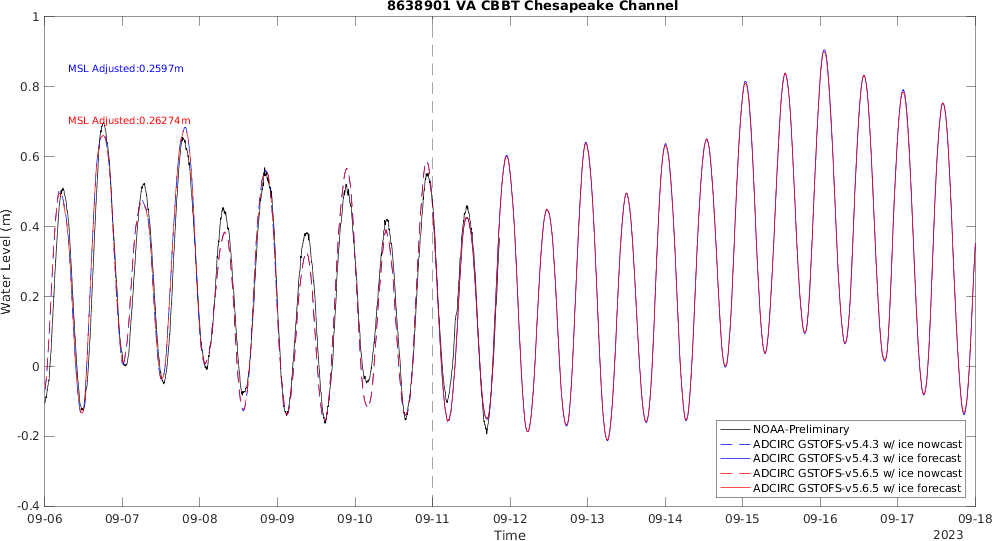 8638901 VA CBBT Chesapeake Channel
Water Level (m)
1
0.8
0.6
0.4
0.2
0
-0.2
-0.4
MSL Adjusted:0.2597m
MSL Adjusted:0.26274m
NOAA-Preliminary
ADCIRC GSTOFS-v5.4.3 w/ ice nowcast
ADCIRC GSTOFS-v5.4.3 w/ ice forecast
ADCIRC GSTOFS-v5.6.5 w/ ice nowcast
ADCIRC GSTOFS-v5.6.5 w/ ice forecast
09-06 09-07 09-08 09-09 09-10 09-11 09-12 09-13 09-14 09-15 09-16 09-17 09-18
Time
2023